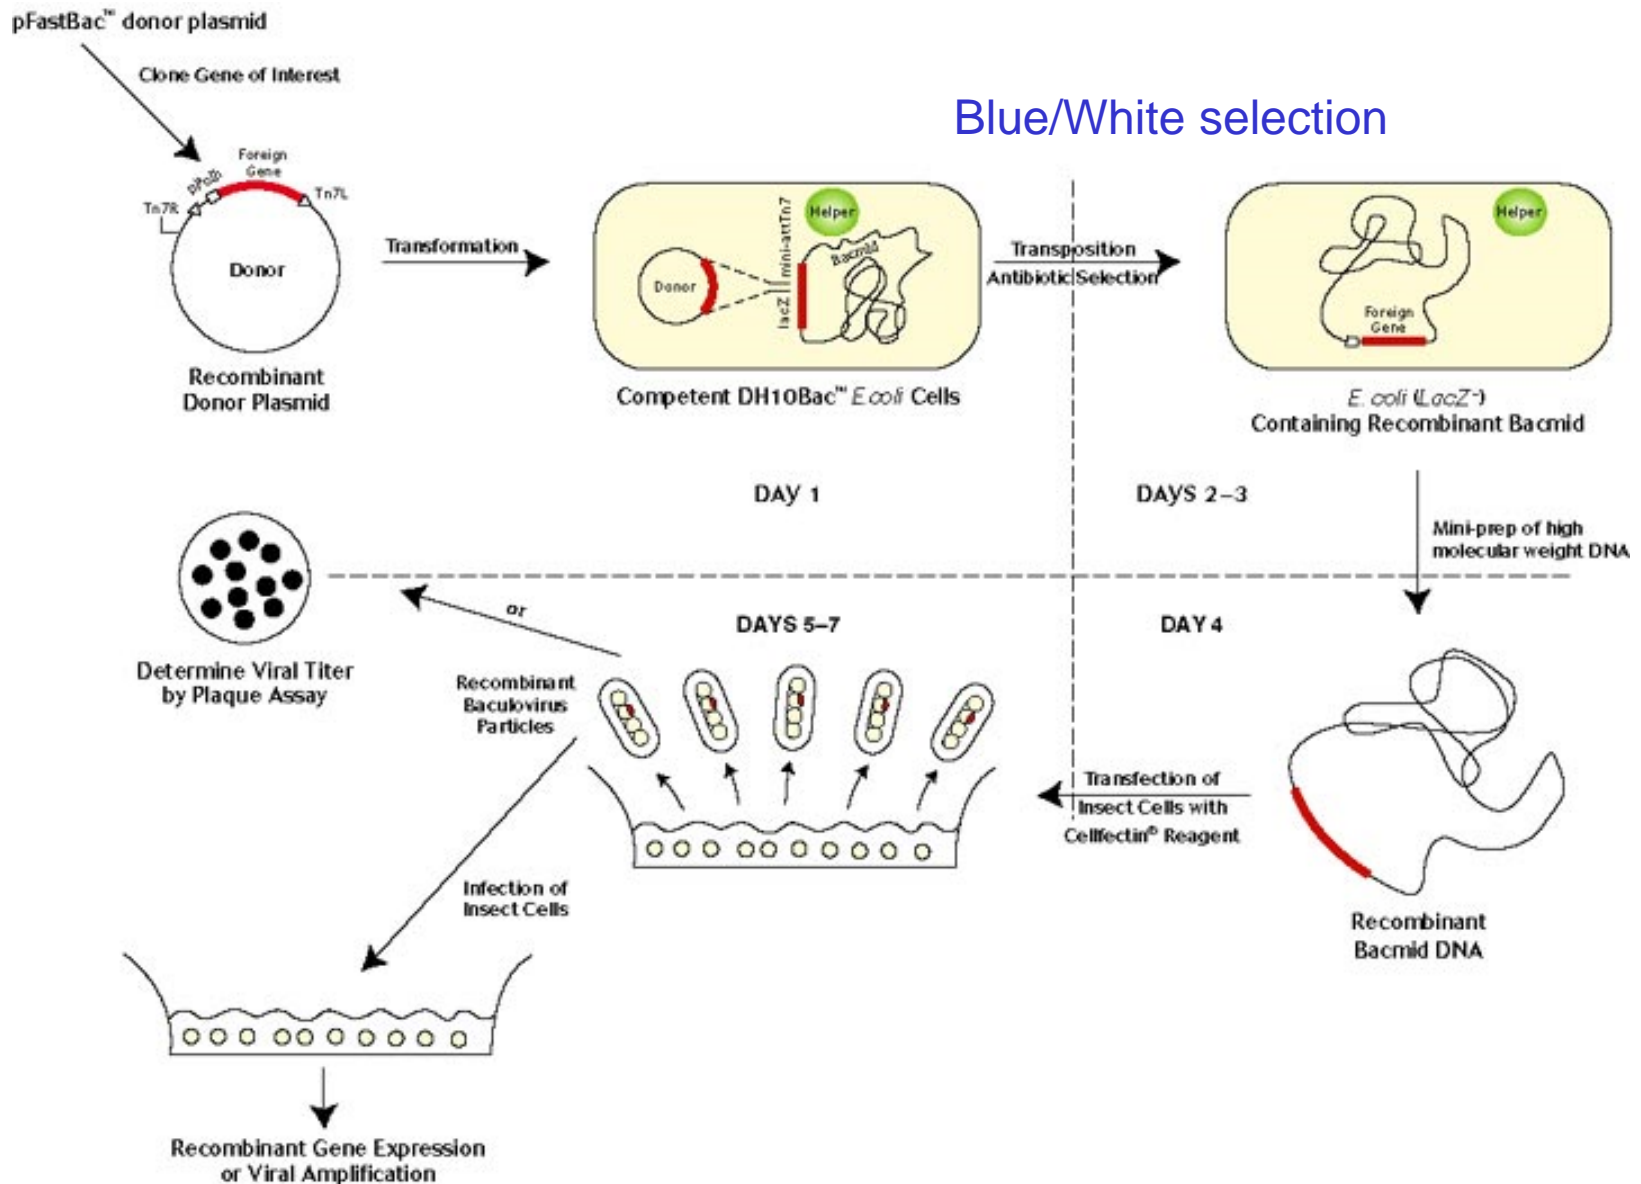 pFastBac™ donor plasmid
Clone Gene of Interest
Blue/White selection
Foreign
Gene
pPolh
Tn7R
Tn7L
Donor
Recombinant
Donor Plasmid
Transformation
Helper
Donor
lacZ
mini-attTn7
Bacmid
Competent DH10Bac™ E.coli Cells
Transposition
Antibiotic Selection
Helper
Foreign
Gene
E. coli (LacZ⁻)
Containing Recombinant Bacmid
DAY 1
DAYS 2–3
Mini-prep of high
molecular weight DNA
or
DAYS 5–7
DAY 4
Determine Viral Titer
by Plaque Assay
Recombinant
Baculovirus
Particles
Transfection of
Insect Cells with
Cellfectin® Reagent
Infection of
Insect Cells
Recombinant
Bacmid DNA
Recombinant Gene Expression
or Viral Amplification